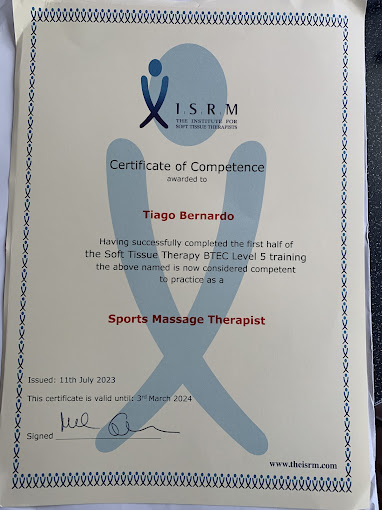 I.S.R.M
THE INSTITUTE FOR
SOFT TISSUE THERAPISTS
Certificate of Competence
awarded to
Tiago Bernardo
Having successfully completed the first half of
the Soft Tissue Therapy BTEC Level 5 training
the above named is now considered competent
to practice as a
Sports Massage Therapist
Issued: 11th July 2023
This certificate is valid until: 3rd March 2024
Signed
www.theisrm.com